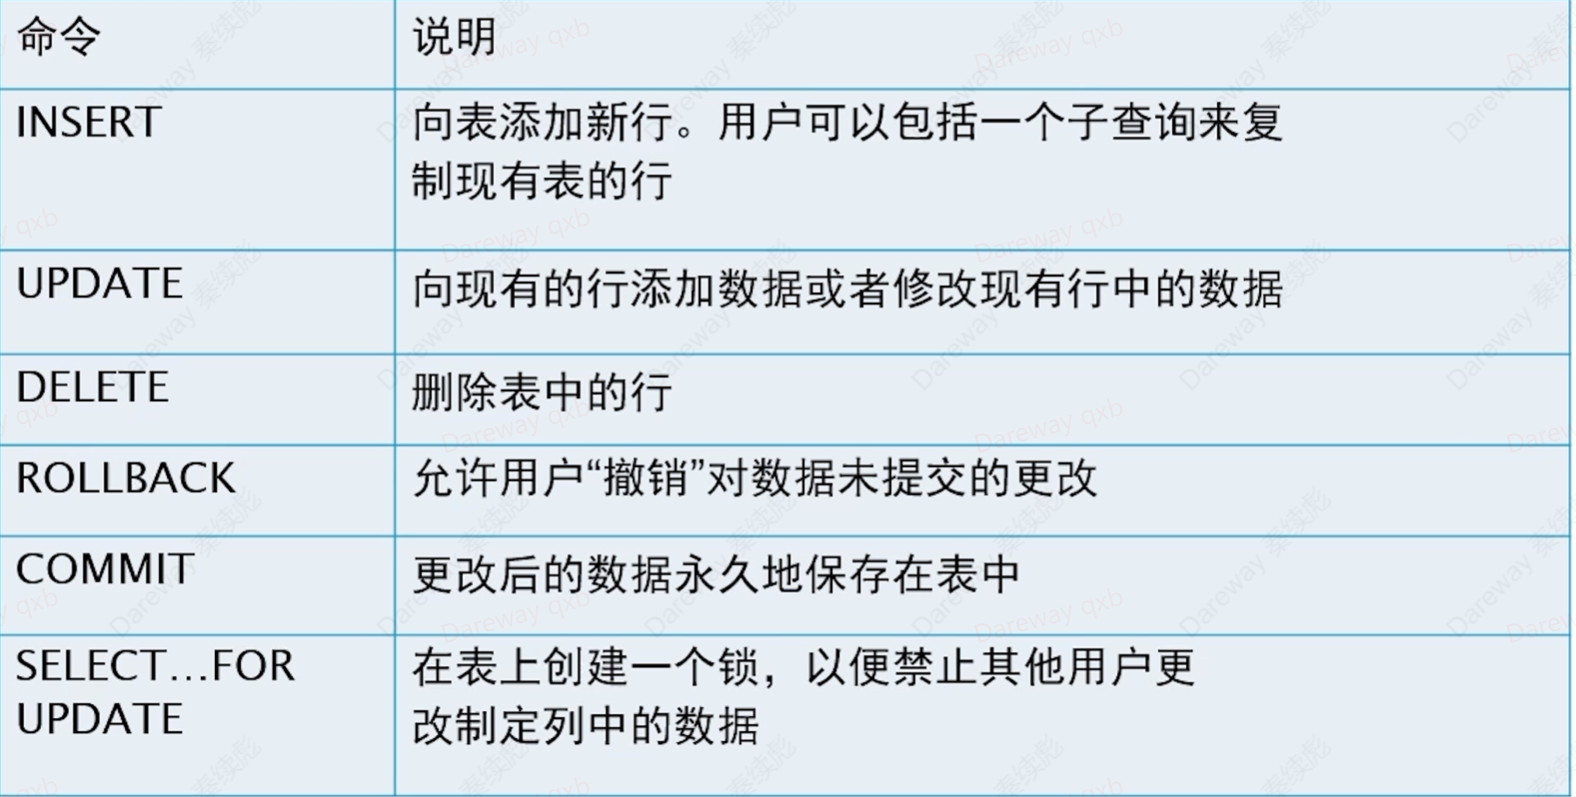 命令
说明
INSERT
向表添加新行。用户可以包括一个子查询来复
制现有表的行
UPDATE
向现有的行添加数据或者修改现有行中的数据
DELETE
删除表中的行
ROLLBACK
允许用户“撤销”对数据未提交的更改
COMMIT
更改后的数据永久地保存在表中
SELECT...FOR
UPDATE
在表上创建一个锁，以便禁止其他用户更
改制定列中的数据
Dareway 秦续彪
Dareway qxb